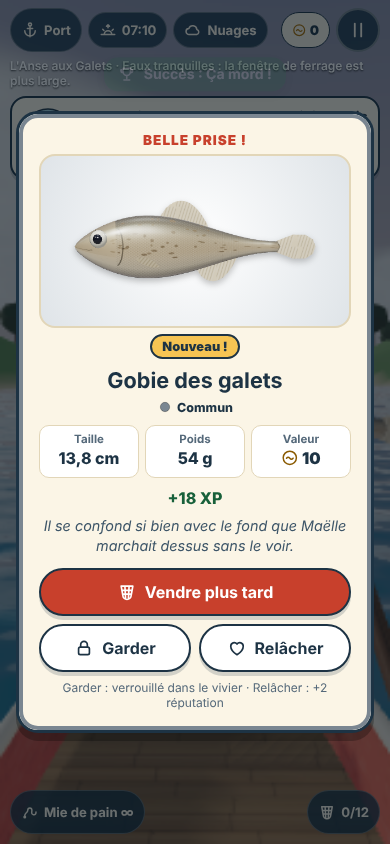 Port
07:10
Nuages
0
L'Anse aux Galets · Eaux tranquilles : la fenêtre de ferrage est
plus large.
Succès : Ça mord !
BELLE PRISE !
Nouveau !
Gobie des galets
Commun
Taille
13,8 cm
Poids
54 g
Valeur
10
+18 XP
Il se confond si bien avec le fond que Maëlle
marchait dessus sans le voir.
Vendre plus tard
Garder
Relâcher
Garder : verrouillé dans le vivier · Relâcher : +2
réputation
Mie de pain ∞
0/12